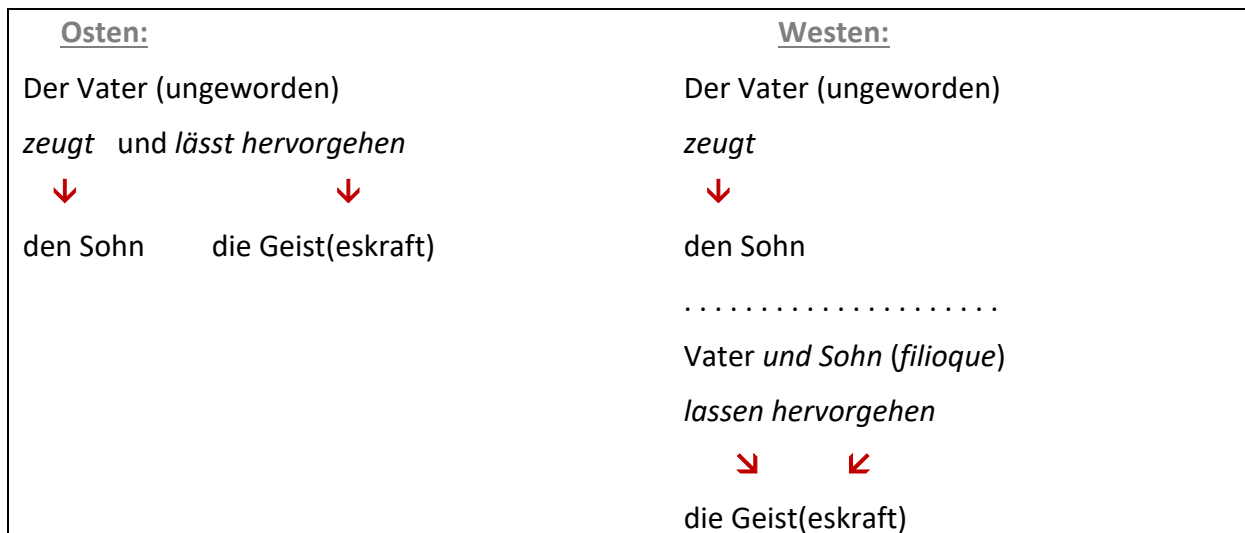 Osten:
Der Vater (ungeworden)
zeugt und lässt hervorgehen
↓ ↓
den Sohn die Geist(eskraft)
Westen:
Der Vater (ungeworden)
zeugt
↓
den Sohn
. . . . . . . . . . . . . . . . . . . . .
Vater und Sohn (filioque)
lassen hervorgehen
↘ ↙
die Geist(eskraft)